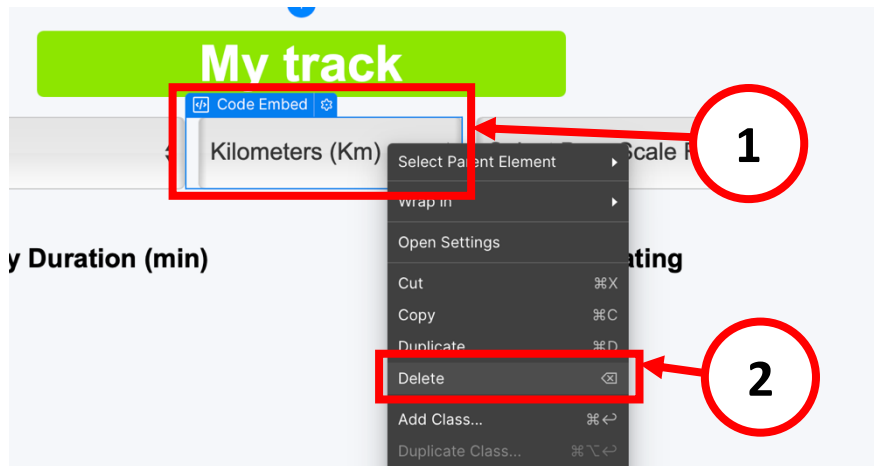 My track
Code Embed
Kilometers (Km)
Scale
1
Select Parent Element
Wrap In
Open Settings
y Duration (min)
ating
Cut ⌘X
Copy ⌘C
Duplicate ⌘D
Delete ⌫
2
Add Class... ⌘↩
Duplicate Class... ⌘⌥↩